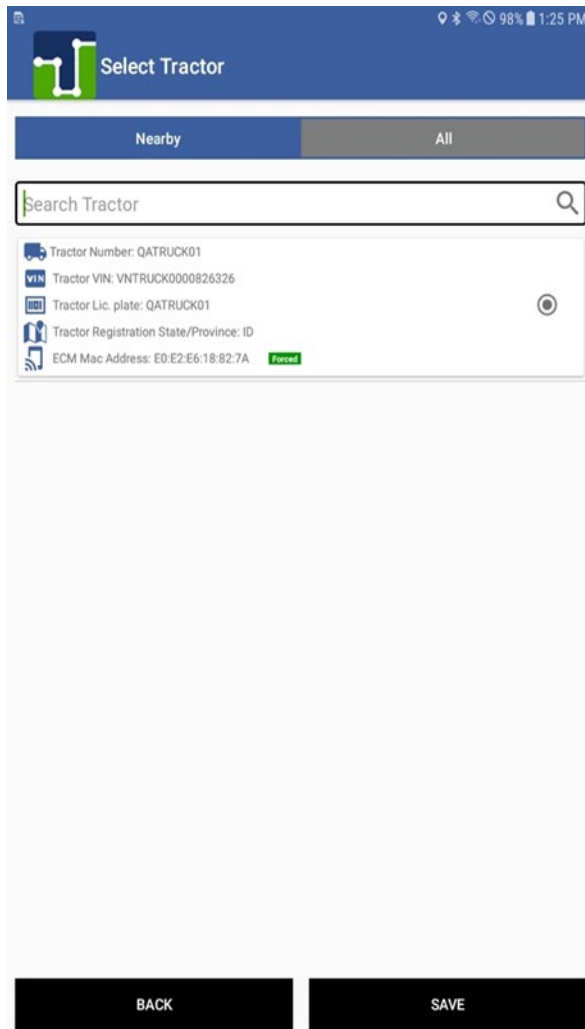 98% 1:25 PM
Select Tractor
Nearby
All
Search Tractor
Tractor Number: QATRUCK01
VIN
Tractor VIN: VNTRUCK0000826326
Tractor Lic. plate: QATRUCK01
Tractor Registration State/Province: ID
ECM Mac Address: E0:E2:E6:18:82:7A Forced
BACK
SAVE